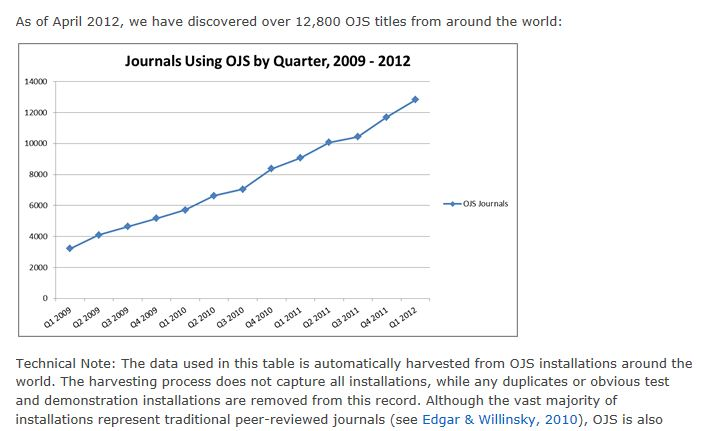 As of April 2012, we have discovered over 12,800 OJS titles from around the world:
Journals Using OJS by Quarter, 2009 - 2012
14000
12000
10000
8000
6000
4000
2000
0
OJS Journals
Q1 2009
Q2 2009
Q3 2009
Q4 2009
Q1 2010
Q2 2010
Q3 2010
Q4 2010
Q1 2011
Q2 2011
Q3 2011
Q4 2011
Q1 2012
Technical Note: The data used in this table is automatically harvested from OJS installations around the
world. The harvesting process does not capture all installations, while any duplicates or obvious test
and demonstration installations are removed from this record. Although the vast majority of
installations represent traditional peer-reviewed journals (see Edgar & Willinsky, 2010), OJS is also